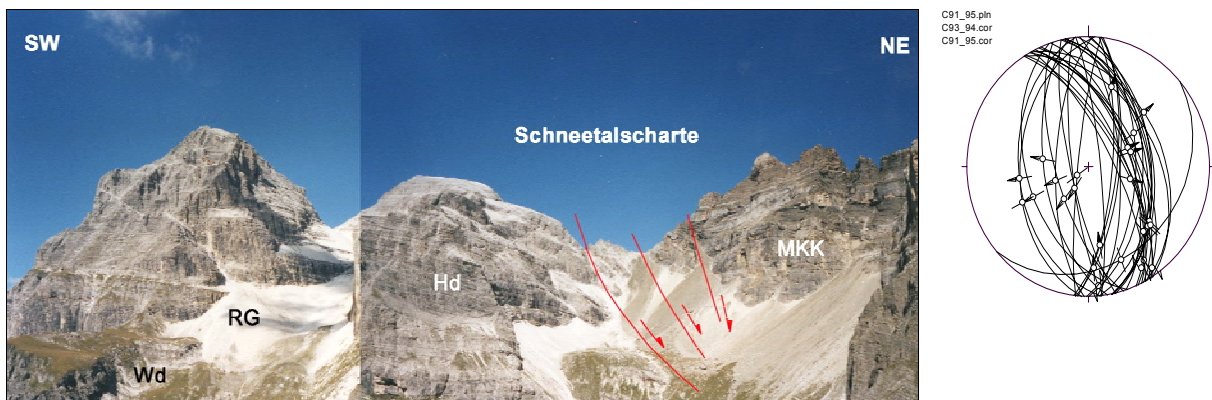 SW
NE
Schneetalscharte
Hd
MKK
RG
Wd
C91_95.pln
C93_94.cor
C91_95.cor